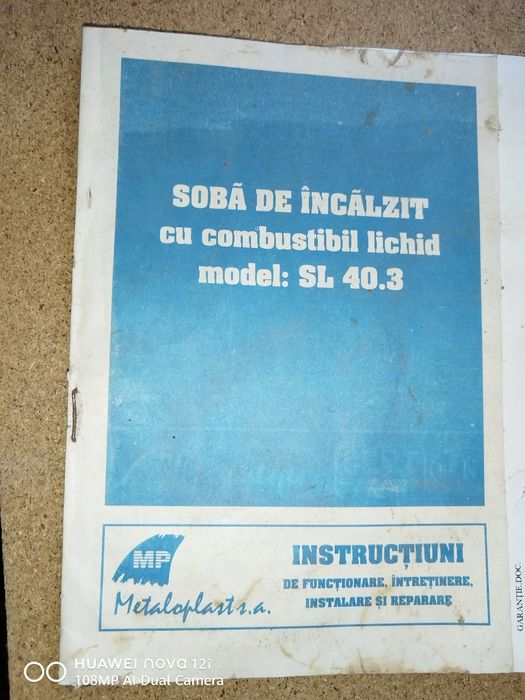 SOBĂ DE ÎNCĂLZIT
cu combustibil lichid
model: SL 40.3
MP
Metaloplast s.a.
INSTRUCȚIUNI
DE FUNCȚIONARE, ÎNTREȚINERE,
INSTALARE ȘI REPARARE
GARANTIE.DOC
HUAWEI nova 12i
108MP AI Dual Camera